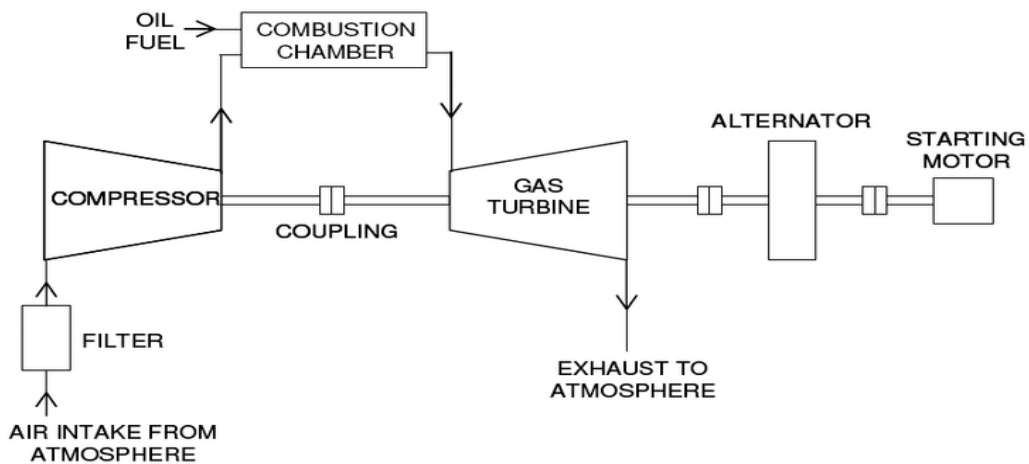 OIL
FUEL
COMBUSTION
CHAMBER
ALTERNATOR
STARTING
MOTOR
COMPRESSOR
COUPLING
GAS
TURBINE
FILTER
EXHAUST TO
ATMOSPHERE
AIR INTAKE FROM
ATMOSPHERE